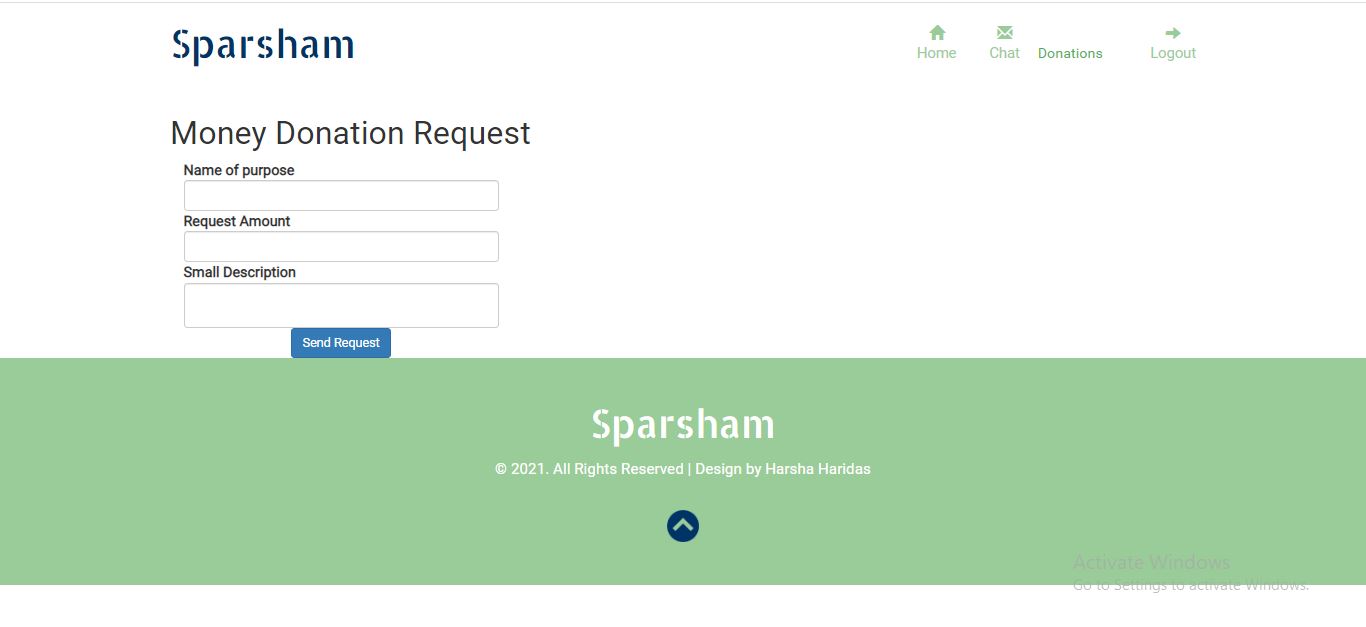 Sparsham
Home
Chat
Donations
Logout
Money Donation Request
Name of purpose
Request Amount
Small Description
Send Request
Sparsham
© 2021. All Rights Reserved | Design by Harsha Haridas
Activate Windows
Go to Settings to activate Windows.